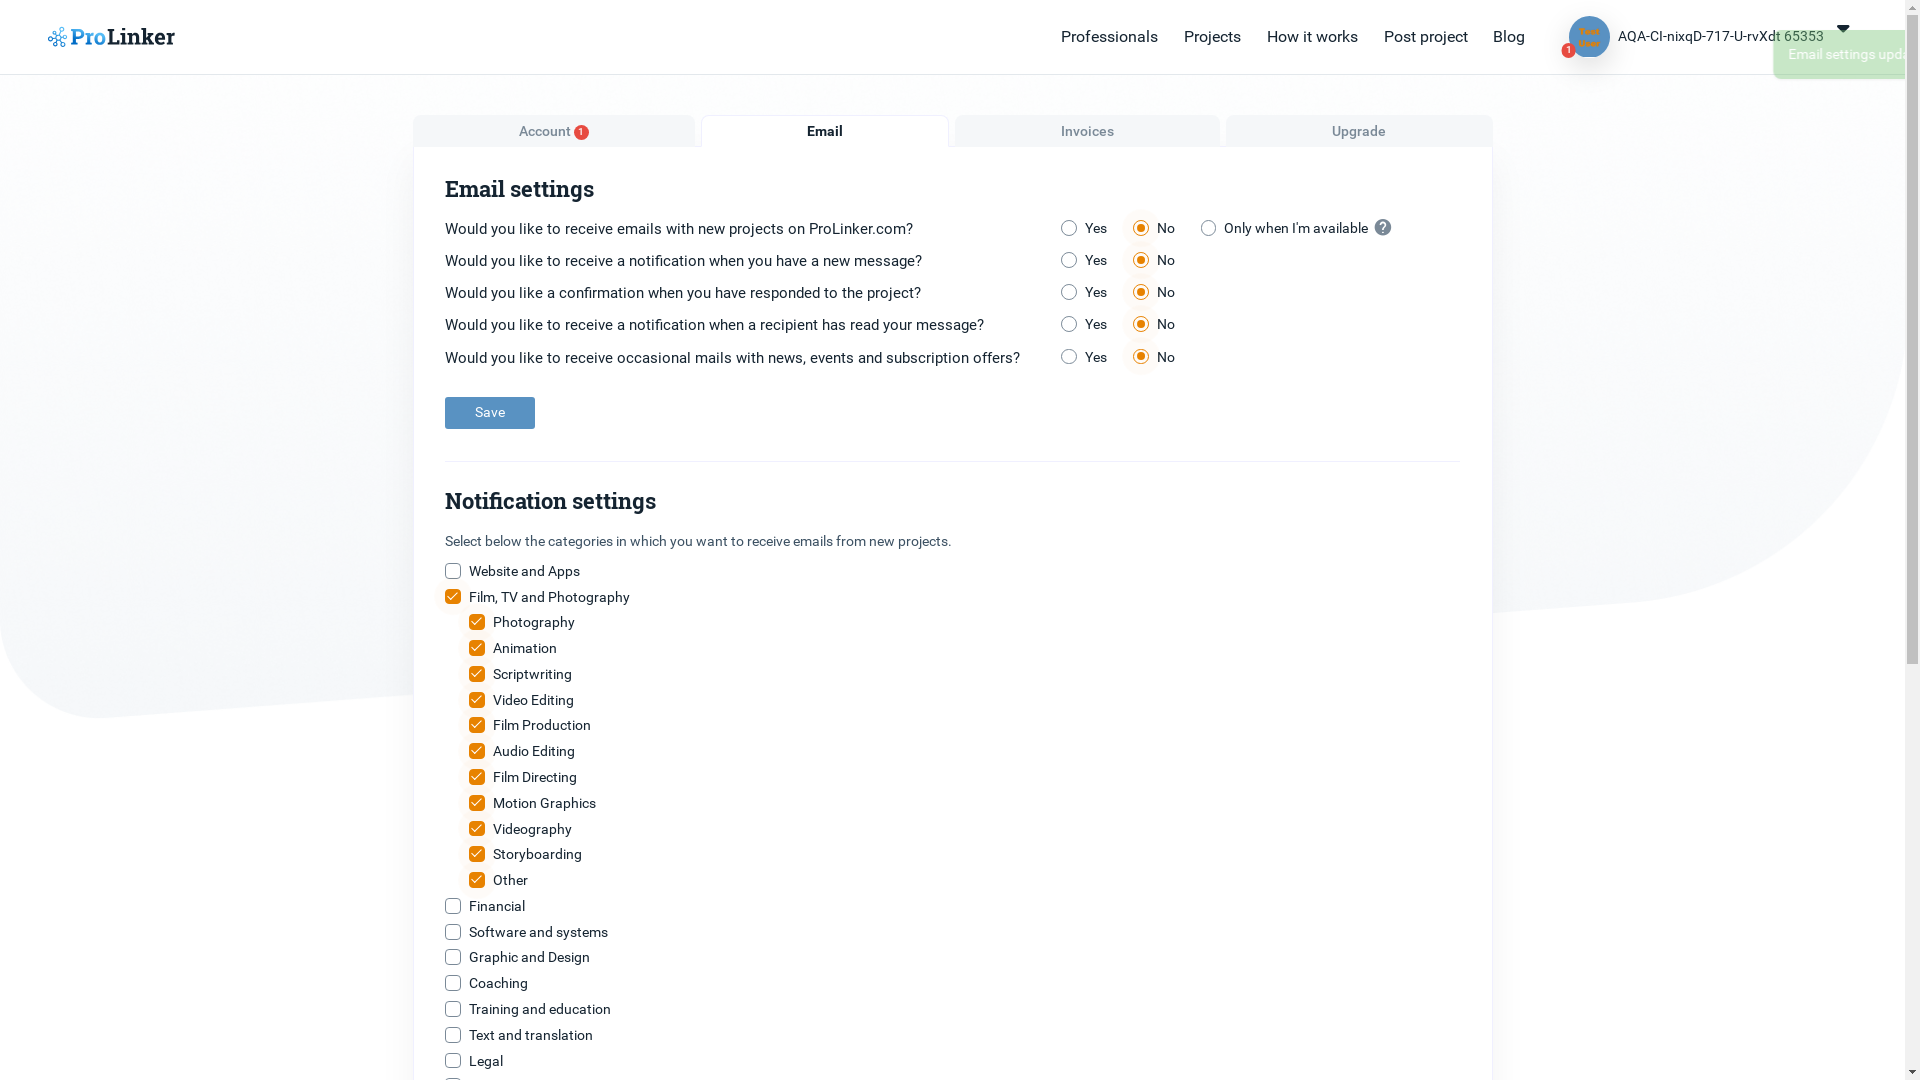 ProLinker
Professionals Projects How it works Post project Blog
1 AQA-CI-nixqD-717-U-rvXdt 65353
Email settings upda
Account 1 Email Invoices Upgrade
Email settings
Would you like to receive emails with new projects on ProLinker.com? Yes No Only when I'm available ?
Would you like to receive a notification when you have a new message? Yes No
Would you like a confirmation when you have responded to the project? Yes No
Would you like to receive a notification when a recipient has read your message? Yes No
Would you like to receive occasional mails with news, events and subscription offers? Yes No
Save
Notification settings
Select below the categories in which you want to receive emails from new projects.
Website and Apps
Film, TV and Photography
Photography
Animation
Scriptwriting
Video Editing
Film Production
Audio Editing
Film Directing
Motion Graphics
Videography
Storyboarding
Other
Financial
Software and systems
Graphic and Design
Coaching
Training and education
Text and translation
Legal